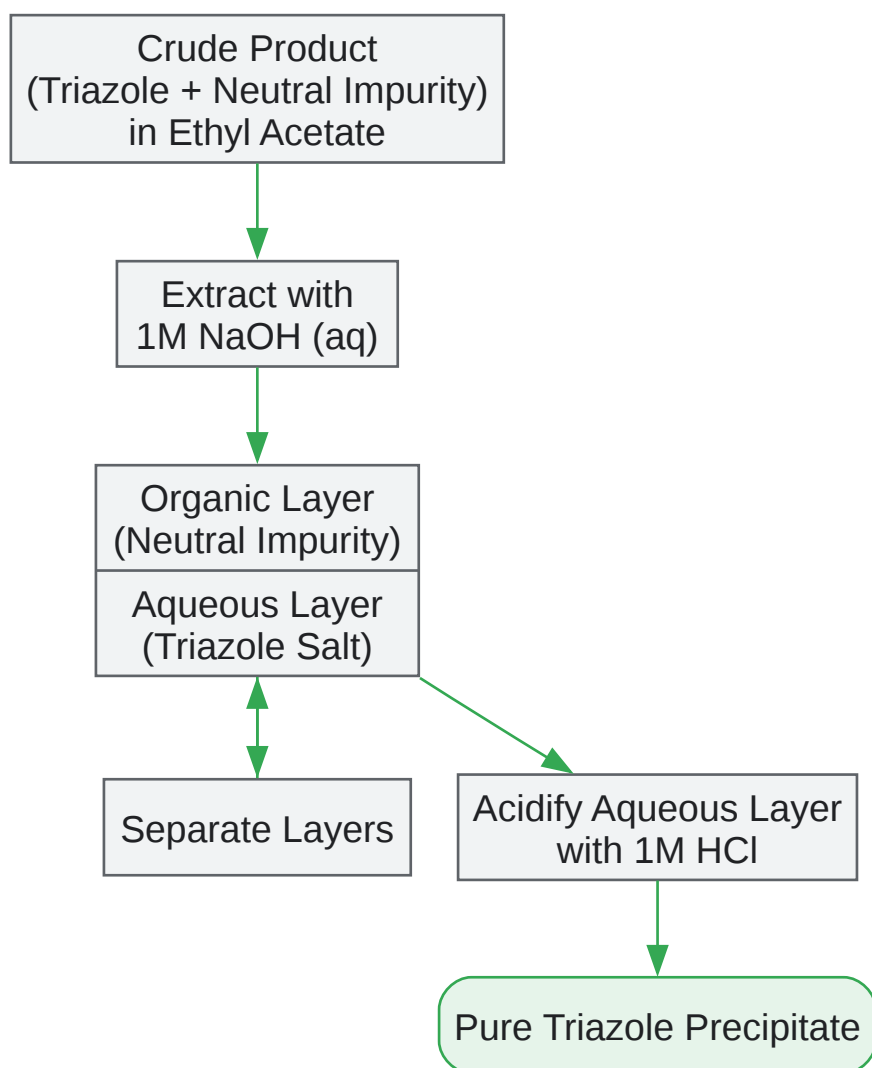 Crude Product
(Triazole + Neutral Impurity)
in Ethyl Acetate
Extract with
1M NaOH (aq)
Organic Layer
(Neutral Impurity)
Aqueous Layer
(Triazole Salt)
Separate Layers
Acidify Aqueous Layer
with 1M HCl
Pure Triazole Precipitate